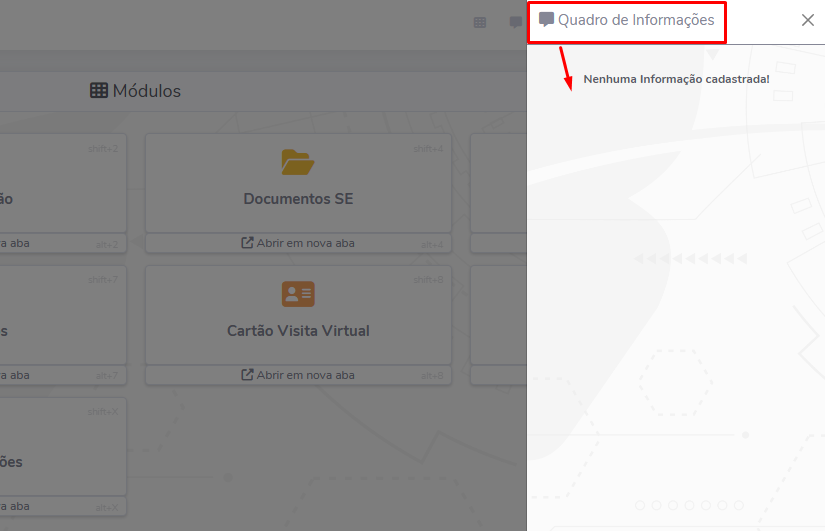 Quadro de Informações
Nenhuma Informação cadastrada!
Módulos
shift+2
ão
a aba
alt+2
shift+4
Documentos SE
Abrir em nova aba
alt+4
shift+7
s
a aba
alt+7
shift+8
Cartão Visita Virtual
Abrir em nova aba
alt+8
shift+X
ões
a aba
alt+X